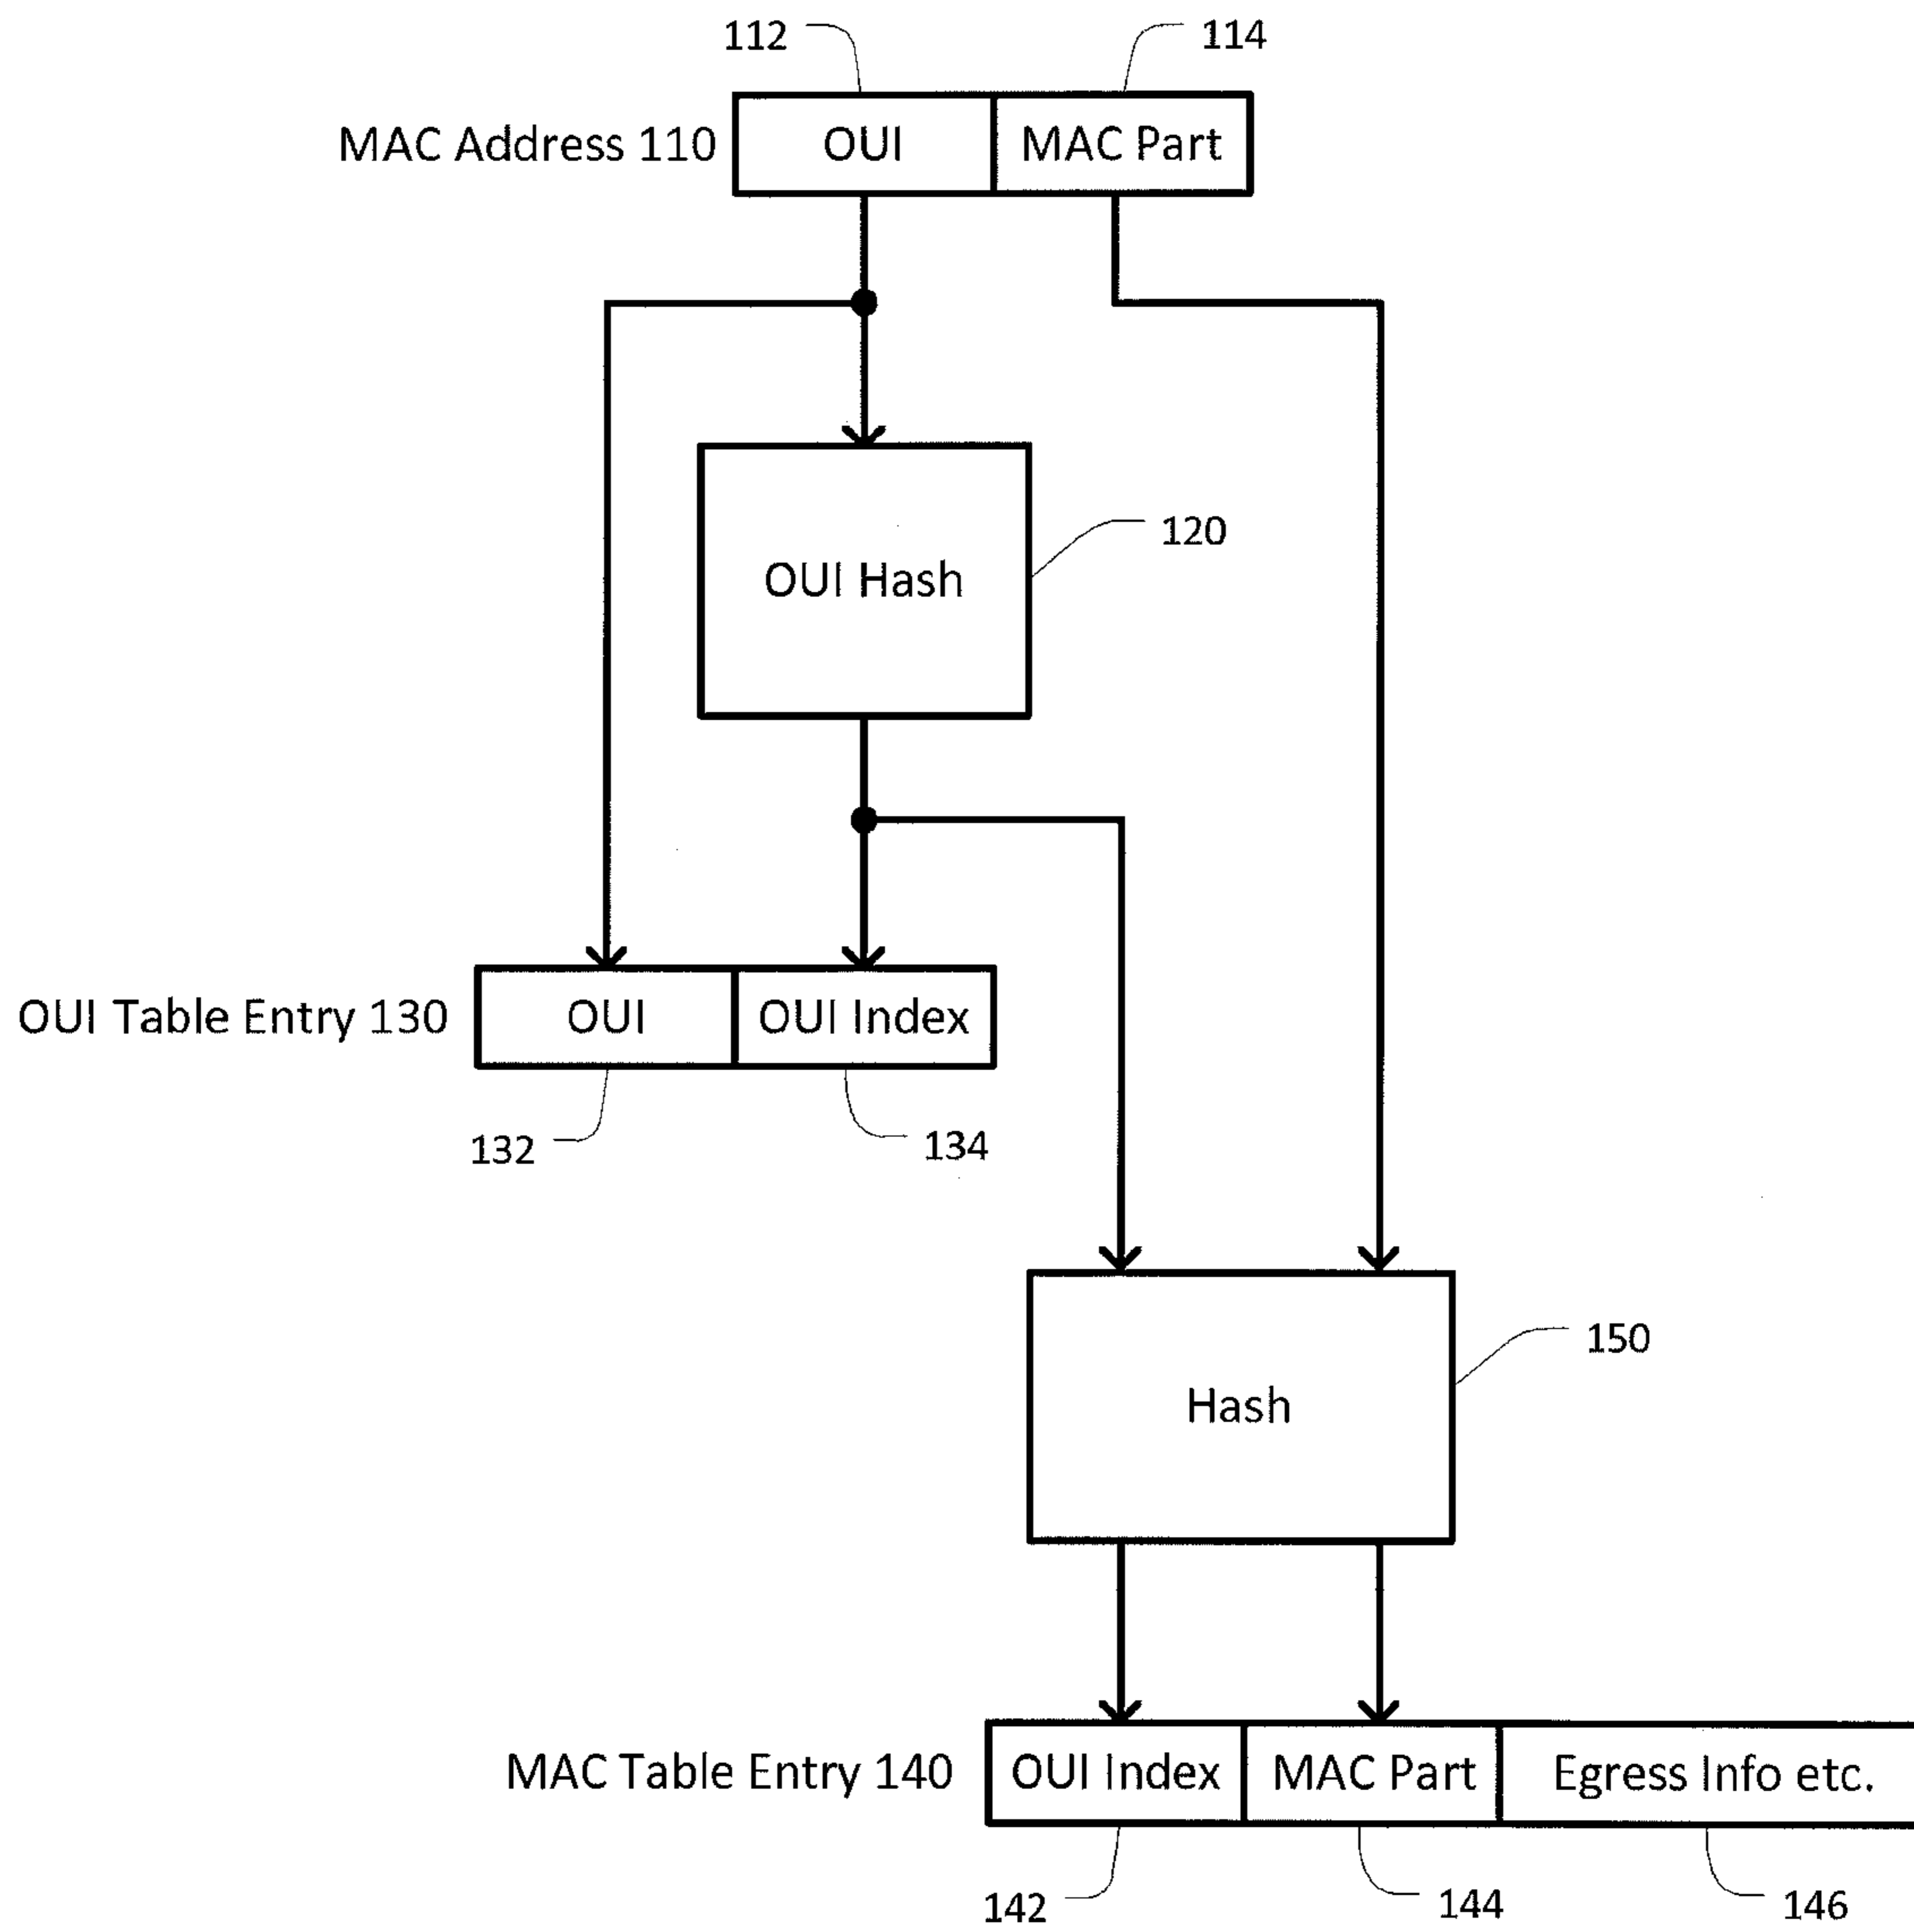 112
114
MAC Address 110
OUI
MAC Part
120
OUI Hash
OUI Table Entry 130
OUI
OUI Index
132
134
150
Hash
MAC Table Entry 140
OUI Index
MAC Part
Egress Info etc.
142
144
146